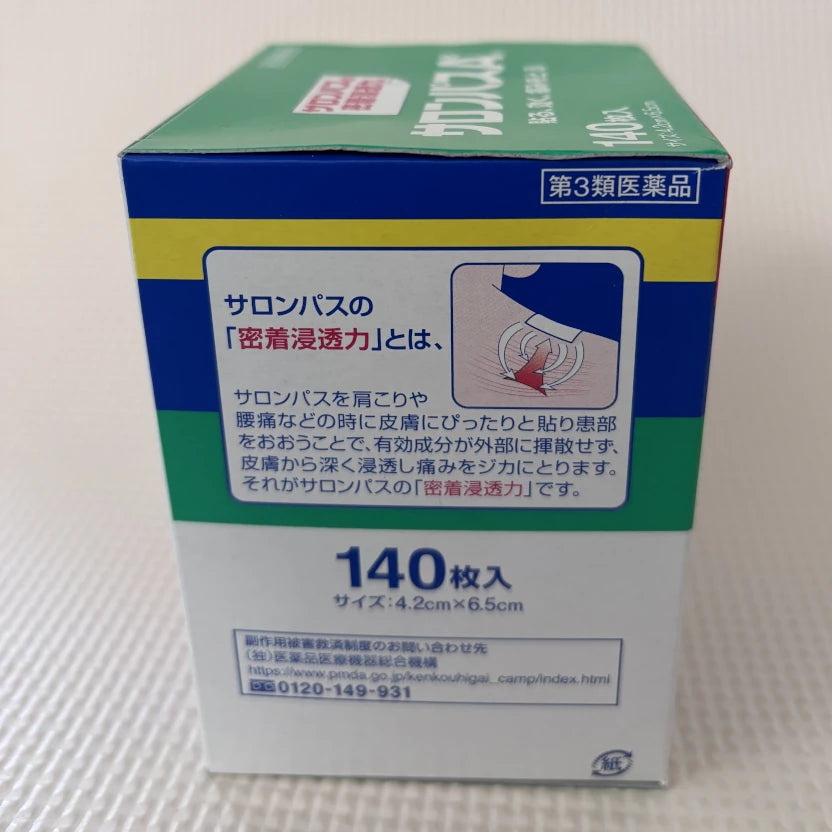 サロンパスAe
140枚入
サイズ:4.2cm×6.5cm
第3類医薬品
サロンパスの
「密着浸透力」とは、
サロンパスを肩こりや
腰痛などの時に皮膚にぴったりと貼り患部
をおおうことで、有効成分が外部に揮散せず、
皮膚から深く浸透し痛みをジカにとります。
それがサロンパスの「密着浸透力」です。
140枚入
サイズ:4.2cm×6.5cm
副作用被害救済制度のお問い合わせ先
(独)医薬品医療機器総合機構
https://www.pmda.go.jp/kenkouhigai_camp/index.html
0120-149-931
紙